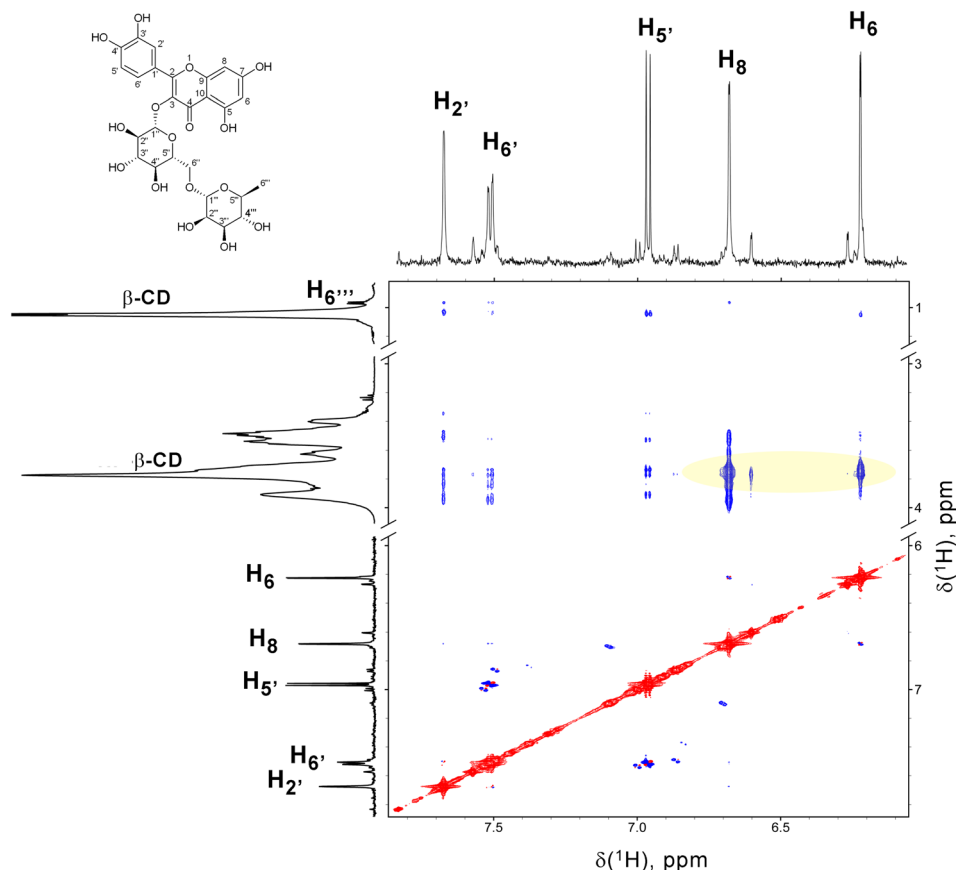 OH
HO
3'
4'
2'
5'
6'
1'
O
1
2
3
4
10
9
8
7
6
5
OH
O
OH
O
HO
1''
2''
O
HO
3''
4''
5''
6''
HO
OH
O
O
6'''
1'''
5'''
2'''
3'''
4'''
HO
OH
OH
H2'
H6'
H5'
H8
H6
β-CD
H6'''
β-CD
H6
H8
H5'
H6'
H2'
1
3
4
6
7
δ(1H), ppm
7.5
7.0
6.5
δ(1H), ppm